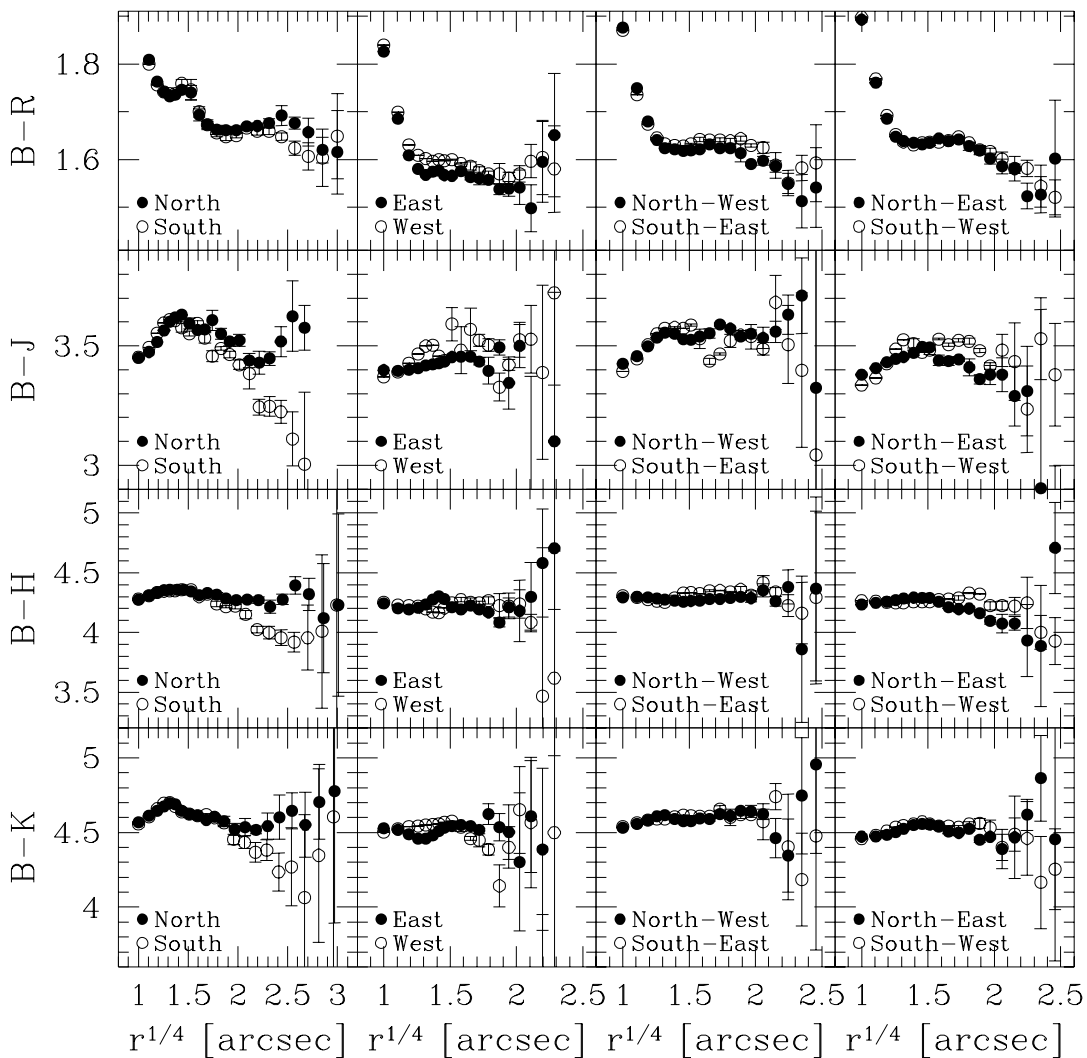 B-R
1.8
1.6
North
South
East
West
North-West
South-East
North-East
South-West
B-J
3.5
3
North
South
East
West
North-West
South-East
North-East
South-West
B-H
5
4.5
4
3.5
North
South
East
West
North-West
South-East
North-East
South-West
B-K
5
4.5
4
North
South
East
West
North-West
South-East
North-East
South-West
1 1.5 2 2.5 3
1 1.5 2 2.5
1 1.5 2 2.5
1 1.5 2 2.5
r^1/4 [arcsec]
r^1/4 [arcsec]
r^1/4 [arcsec]
r^1/4 [arcsec]